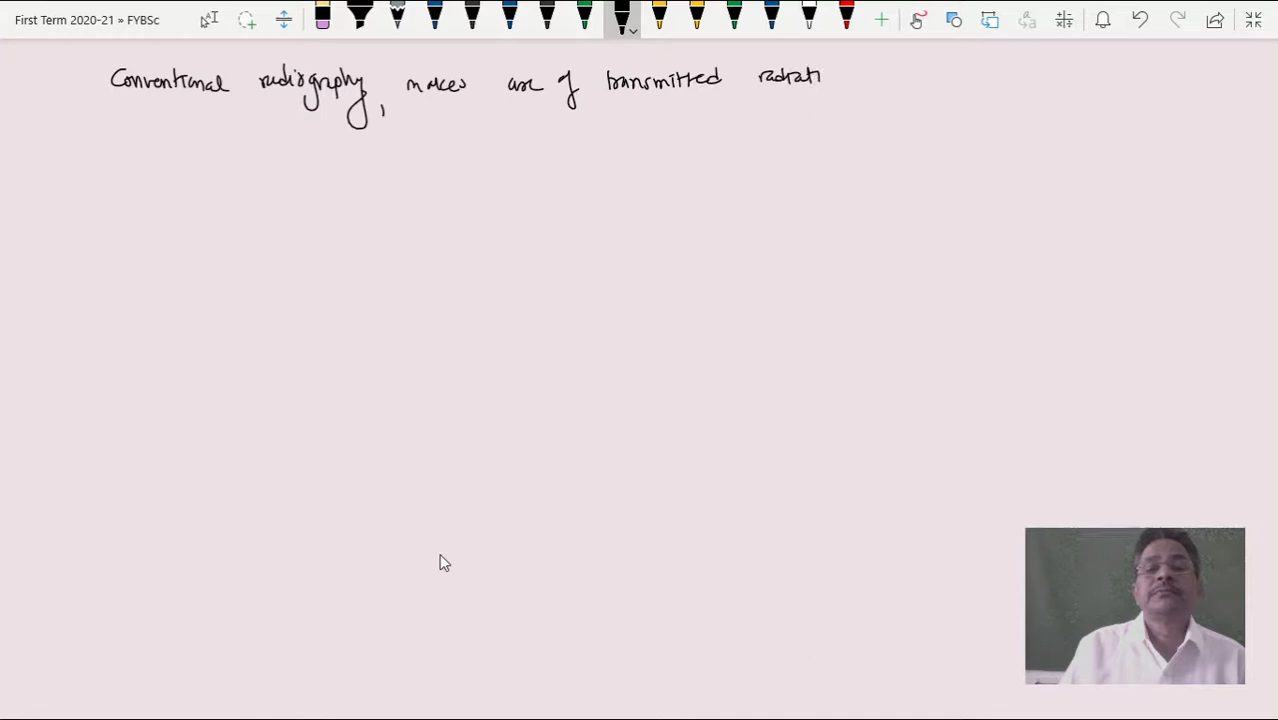 First Term 2020-21 » FYBSc
Conventional radiography, makes use of transmitted radiati